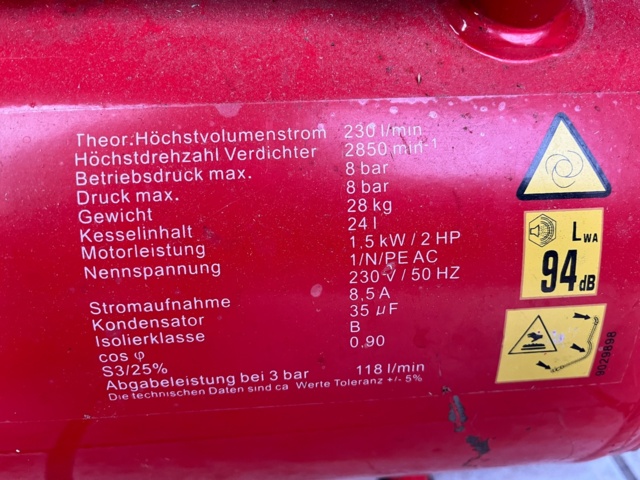 Theor. Höchstvolumenstrom 230 l/min
Höchstdrehzahl Verdichter 2850 min-1
Betriebsdruck max. 8 bar
Druck max. 8 bar
Gewicht 28 kg
Kesselinhalt 24 l
Motorleistung 1,5 kW / 2 HP
Nennspannung 1/N/PE AC
230 V / 50 HZ
Stromaufnahme 8,5 A
Kondensator 35 µF
Isolierklasse B
cos φ 0.90
S3/25%
Abgabeleistung bei 3 bar 118 l/min
Die technischen Daten sind ca. Werte Toleranz +/- 5%
LWA
94 dB
9029898